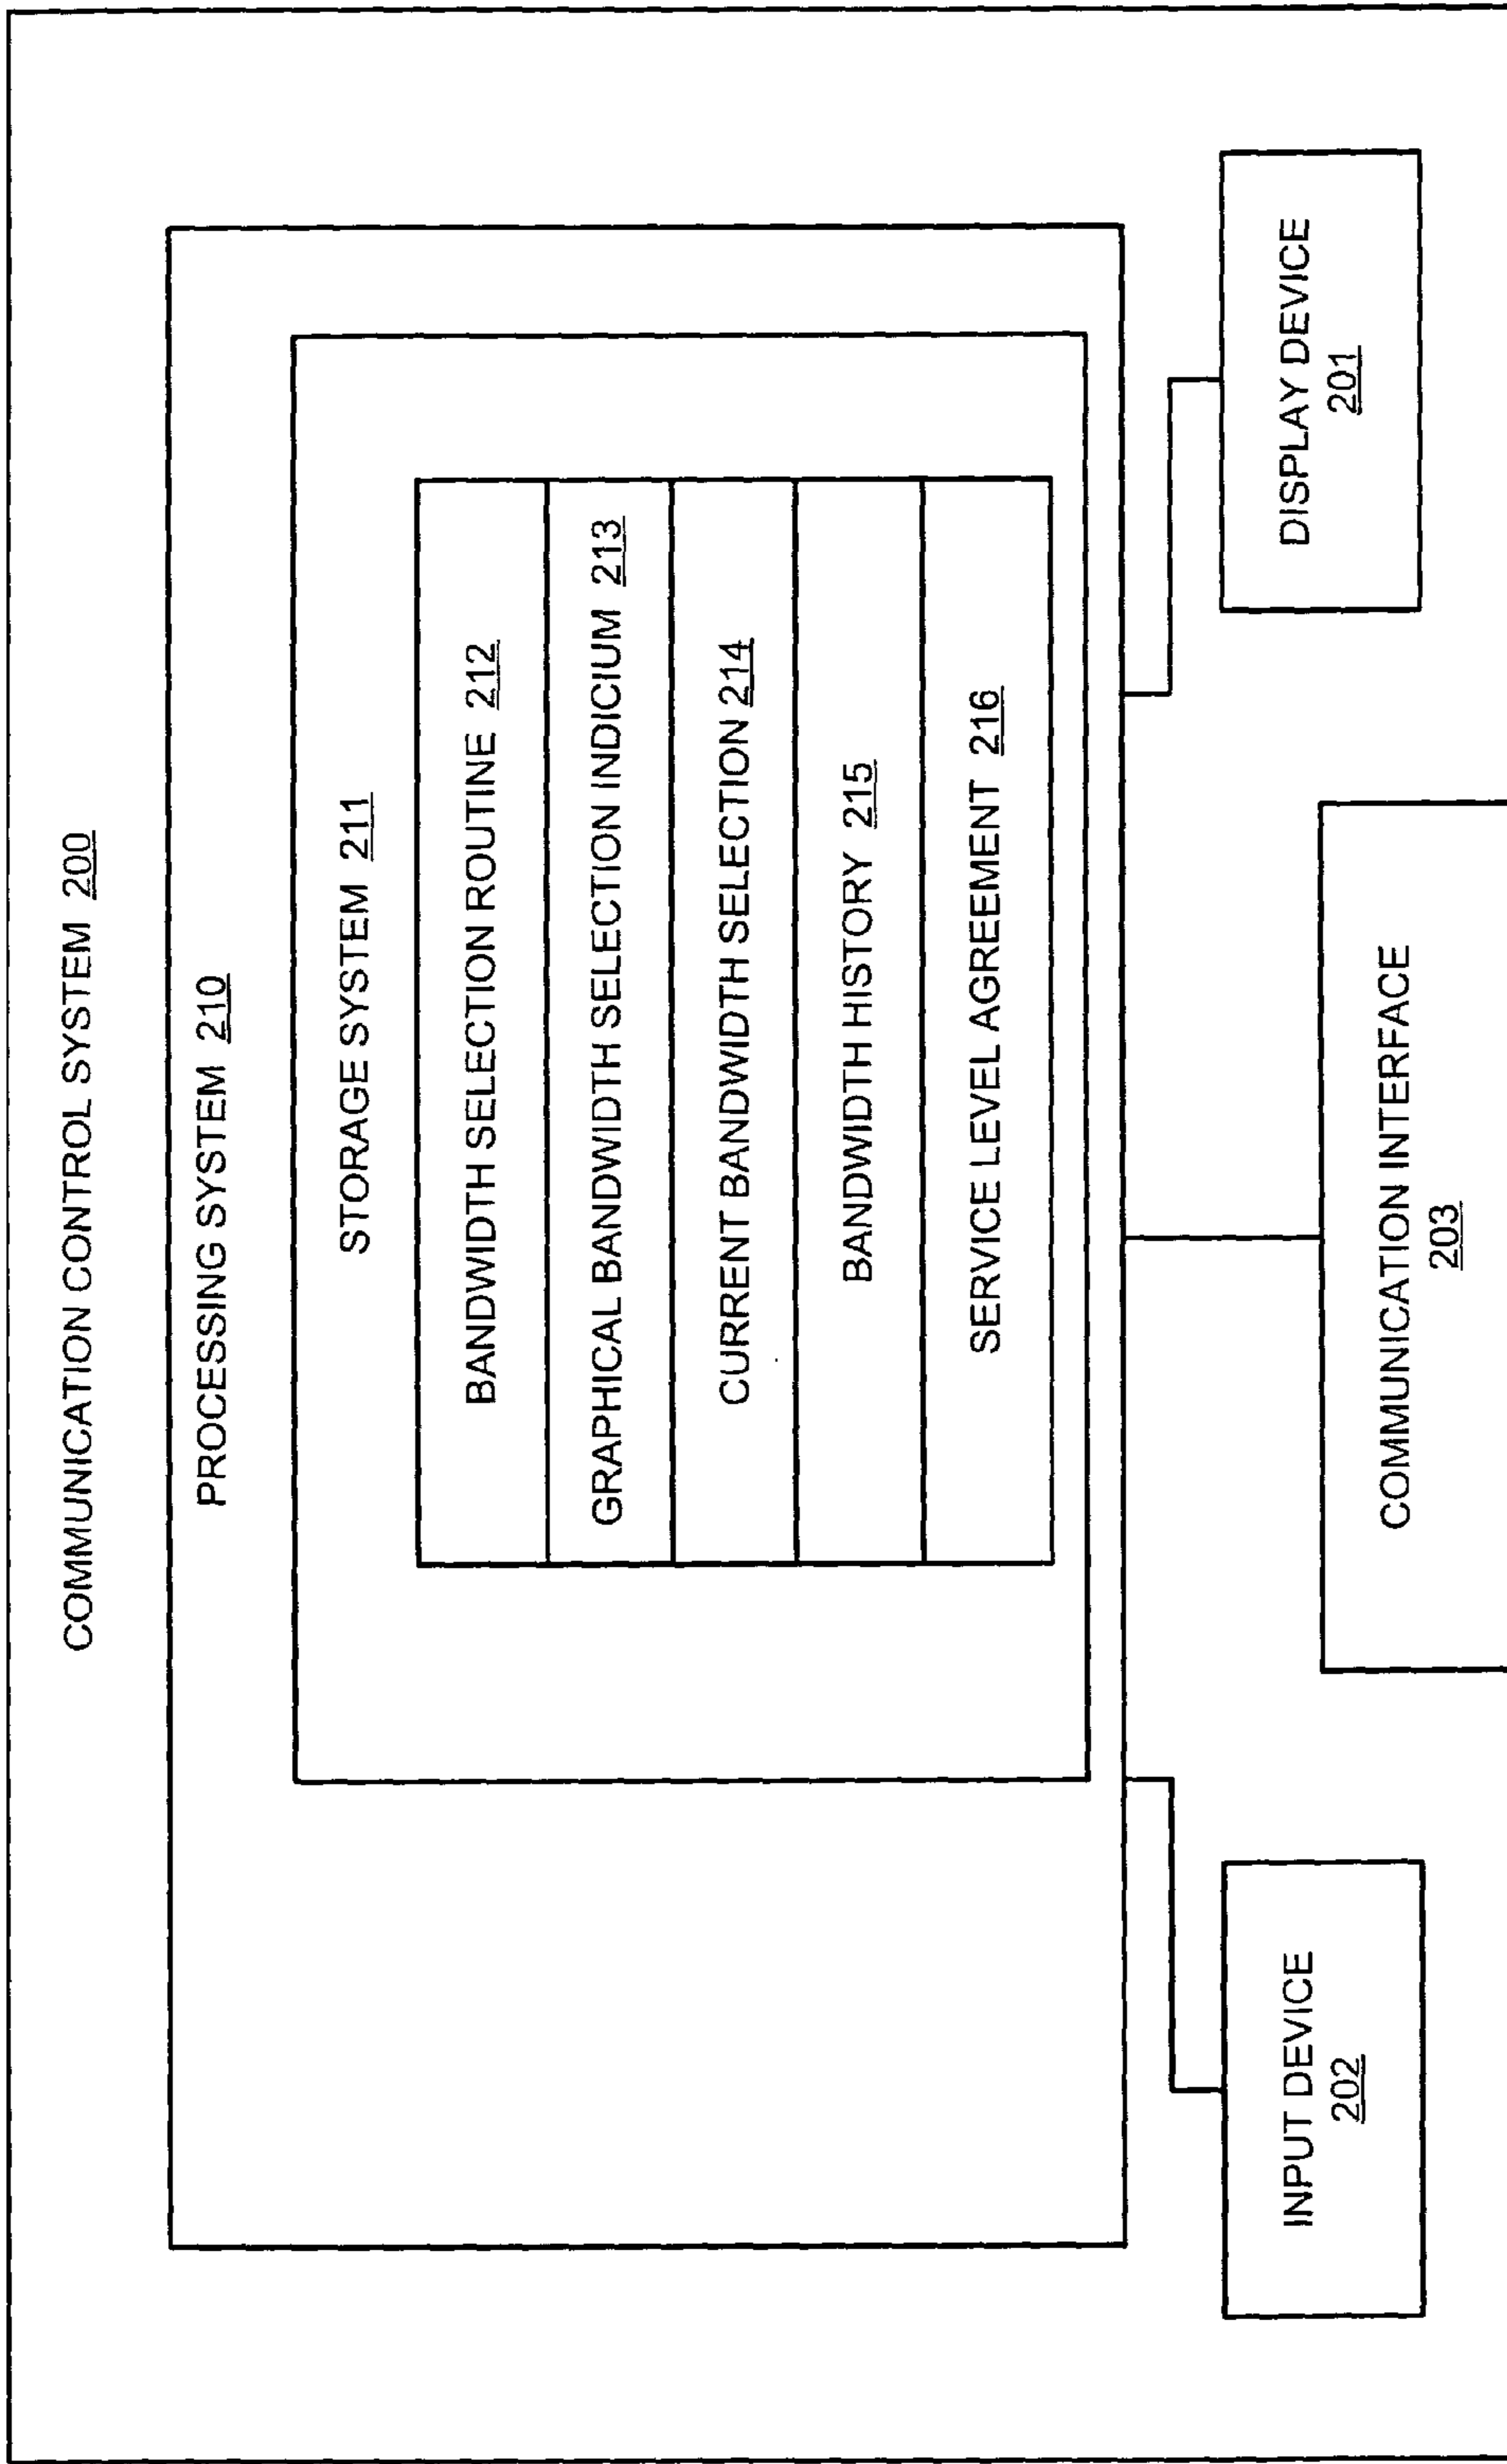 COMMUNICATION CONTROL SYSTEM 200
PROCESSING SYSTEM 210
STORAGE SYSTEM 211
BANDWIDTH SELECTION ROUTINE 212
GRAPHICAL BANDWIDTH SELECTION INDICIUM 213
CURRENT BANDWIDTH SELECTION 214
BANDWIDTH HISTORY 215
SERVICE LEVEL AGREEMENT 216
INPUT DEVICE
202
COMMUNICATION INTERFACE
203
DISPLAY DEVICE
201